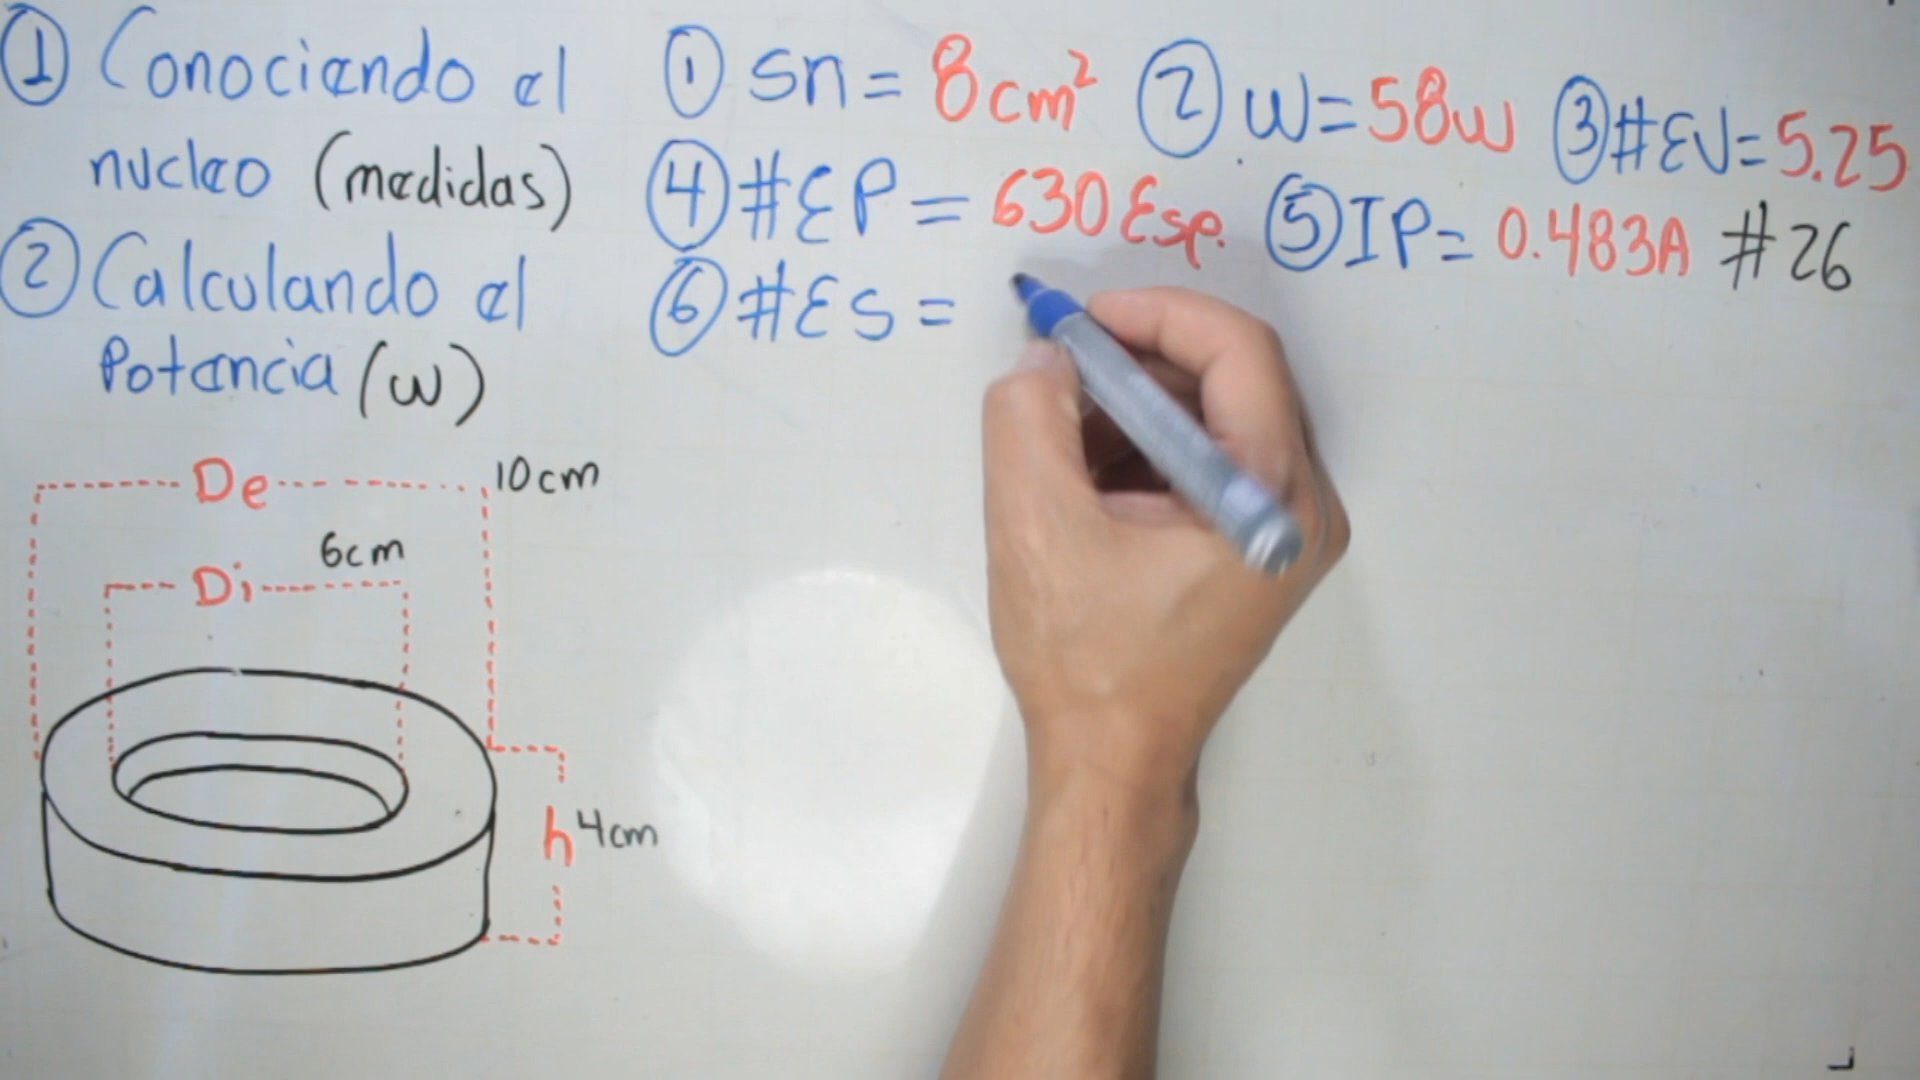 ① Conociendo el
nucleo (medidas)
② Calculando el
Potencia (W)
① Sn = 8cm²
② W = 58W
③ #EV = 5.25
④ #EP = 630 Esp.
⑤ IP = 0.483A #26
⑥ #ES =
De
10cm
6cm
Di
h 4cm